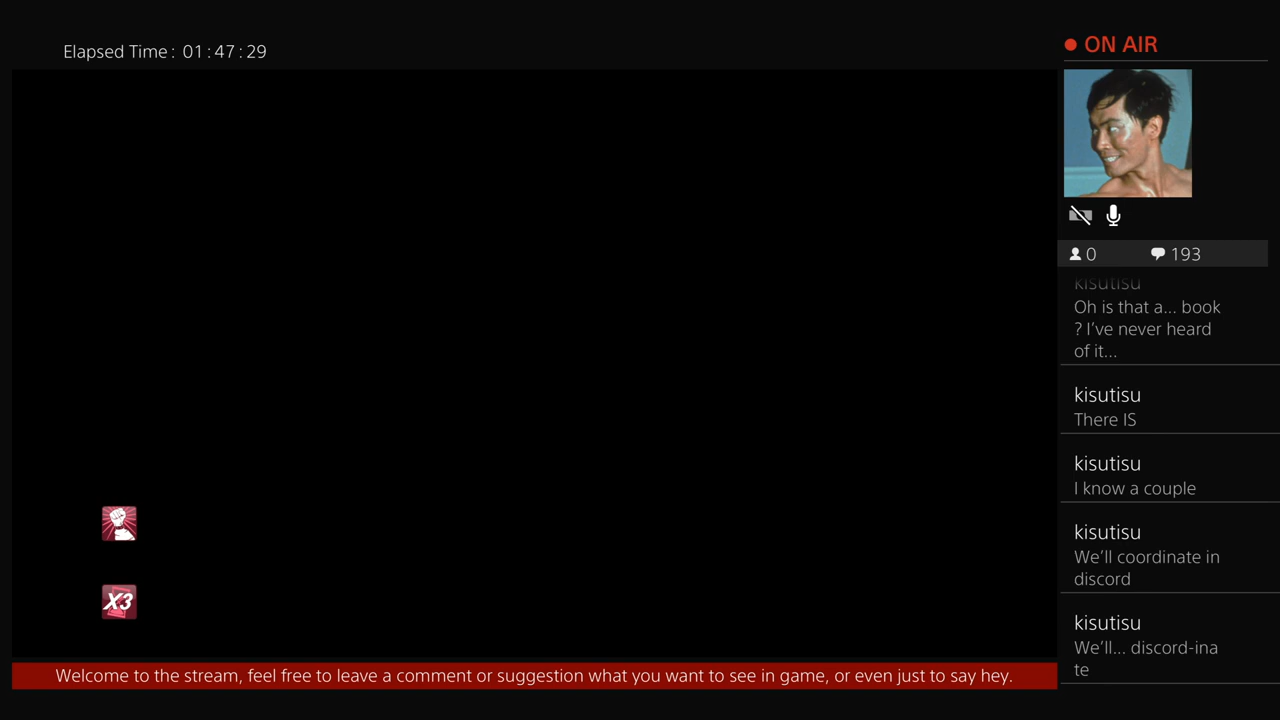 Elapsed Time : 01:47:29
ON AIR
0 193
kisutisu
Oh is that a... book
? I've never heard
of it...
kisutisu
There IS
kisutisu
I know a couple
kisutisu
We'll coordinate in
discord
kisutisu
We'll... discord-ina
te
X3
Welcome to the stream, feel free to leave a comment or suggestion what you want to see in game, or even just to say hey.